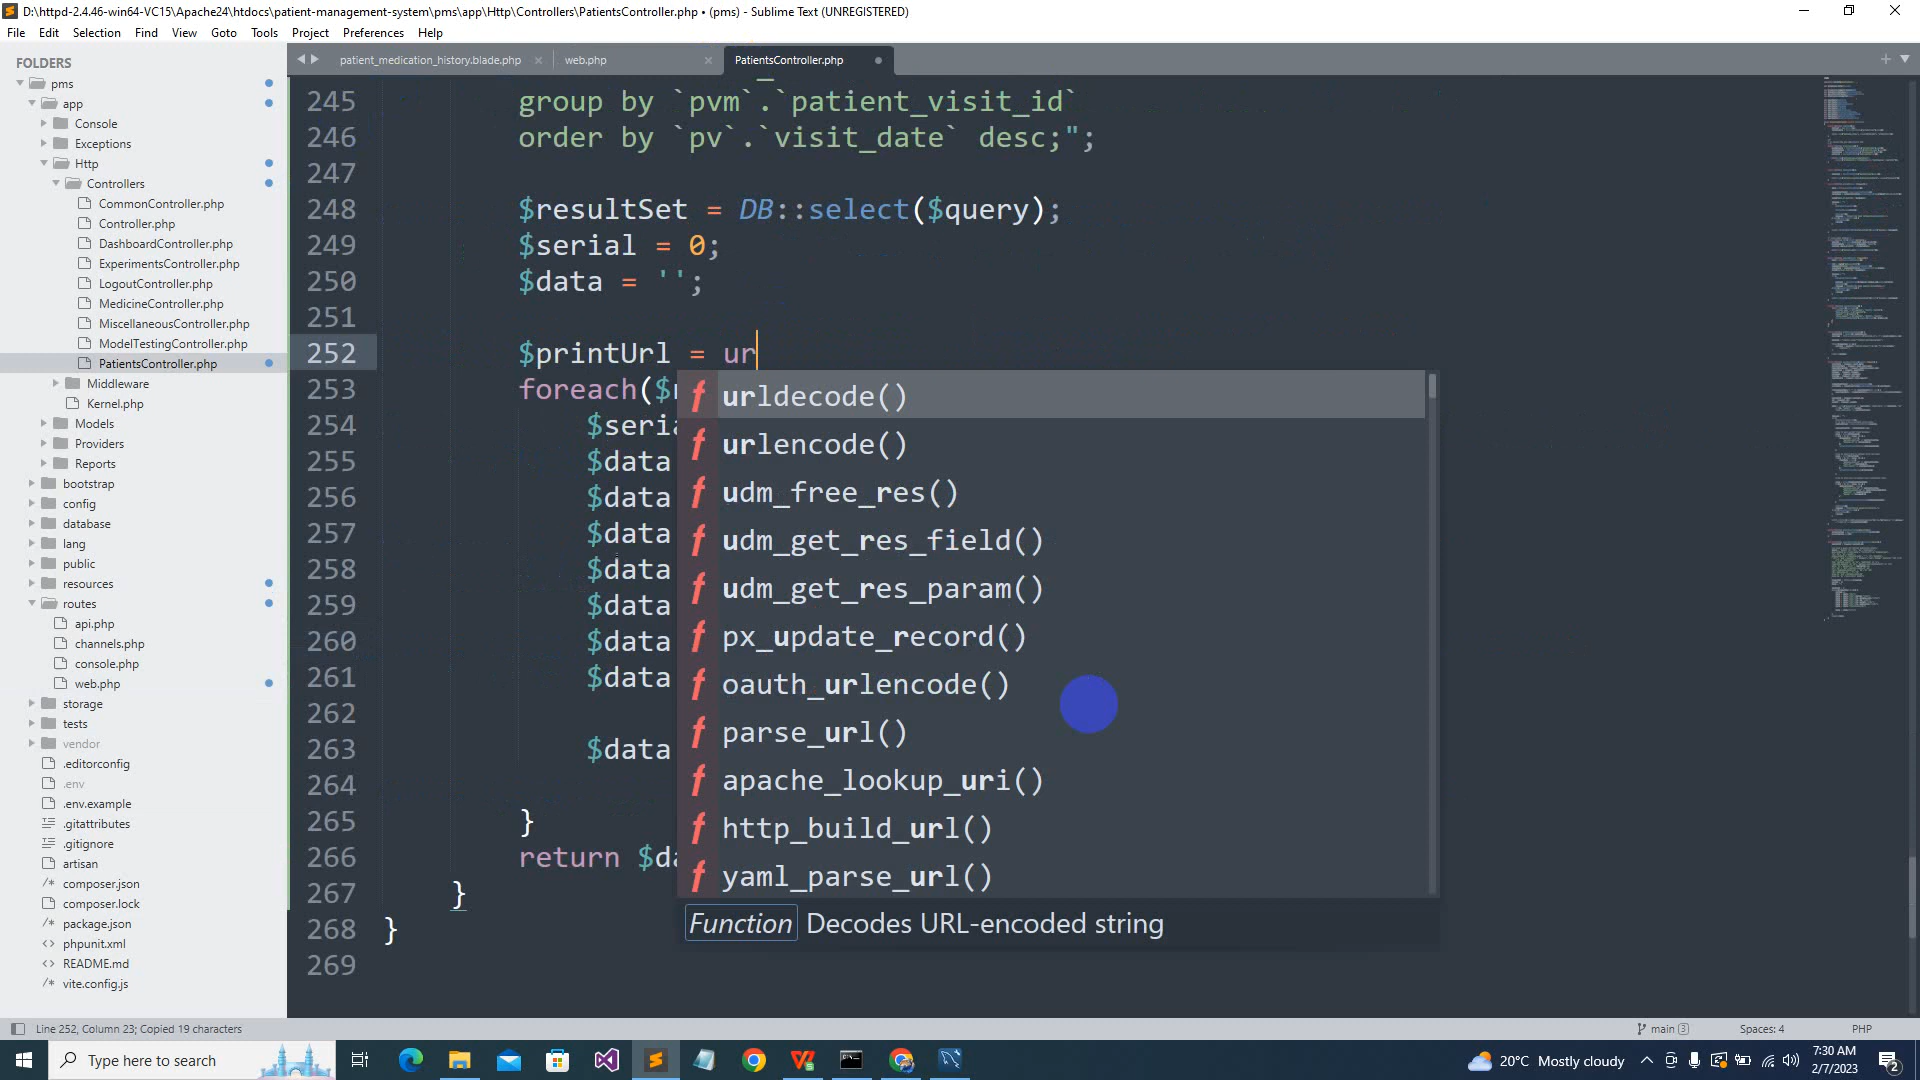 D:\httpd-2.4.46-win64-VC15\Apache24\htdocs\patient-management-system\pms\app\Http\Controllers\PatientsController.php • (pms) - Sublime Text (UNREGISTERED)
File Edit Selection Find View Goto Tools Project Preferences Help
FOLDERS
pms
app
Console
Exceptions
Http
Controllers
CommonController.php
Controller.php
DashboardController.php
ExperimentsController.php
LogoutController.php
MedicineController.php
MiscellaneousController.php
ModelTestingController.php
PatientsController.php
Middleware
Kernel.php
Models
Providers
Reports
bootstrap
config
database
lang
public
resources
routes
api.php
channels.php
console.php
web.php
storage
tests
vendor
.editorconfig
.env
.env.example
.gitattributes
.gitignore
artisan
composer.json
composer.lock
package.json
phpunit.xml
README.md
vite.config.js
patient_medication_history.blade.php web.php PatientsController.php
245 group by `pvm`.`patient_visit_id`
246 order by `pv`.`visit_date` desc;";
247
248 $resultSet = DB::select($query);
249 $serial = 0;
250 $data = '';
251
252 $printUrl = ur
253 foreach($
254 $seria
255 $data
256 $data
257 $data
258 $data
259 $data
260 $data
261 $data
262
263 $data
264
265 }
266 return $da
267 }
268 }
269
f urldecode()
f urlencode()
f udm_free_res()
f udm_get_res_field()
f udm_get_res_param()
f px_update_record()
f oauth_urlencode()
f parse_url()
f apache_lookup_uri()
f http_build_url()
f yaml_parse_url()
Function Decodes URL-encoded string
Line 252, Column 23; Copied 19 characters
main 3 Spaces: 4 PHP
Type here to search
20°C Mostly cloudy
7:30 AM
2/7/2023
2